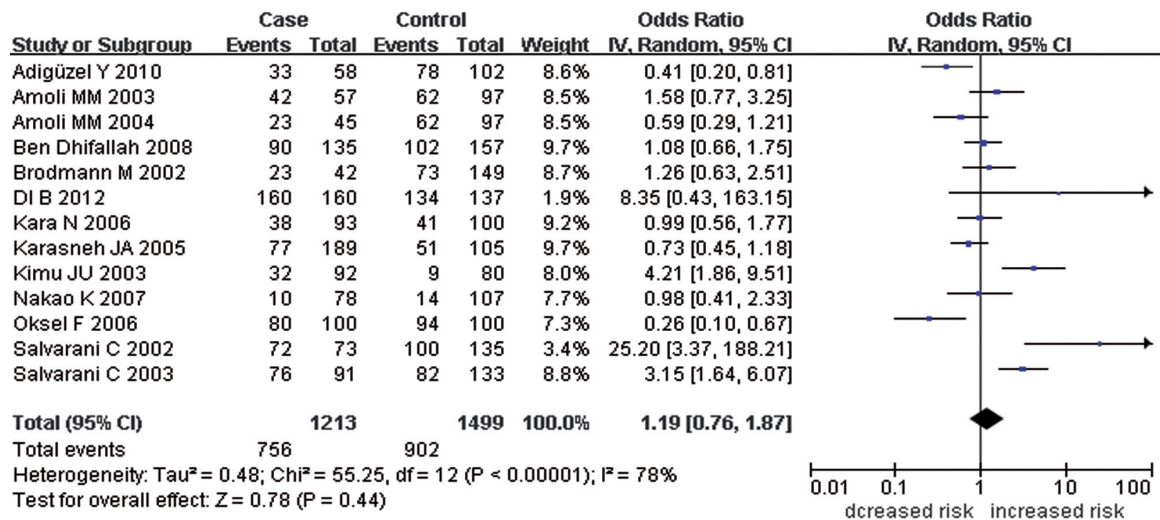 Case Control Odds Ratio Odds Ratio
Study or Subgroup Events Total Events Total Weight IV, Random, 95% CI IV, Random, 95% CI
Adigüzel Y 2010 33 58 78 102 8.6% 0.41 [0.20, 0.81]
Amoli MM 2003 42 57 62 97 8.5% 1.58 [0.77, 3.25]
Amoli MM 2004 23 45 62 97 8.5% 0.59 [0.29, 1.21]
Ben Dhifallah 2008 90 135 102 157 9.7% 1.08 [0.66, 1.75]
Brodmann M 2002 23 42 73 149 8.7% 1.26 [0.63, 2.51]
DI B 2012 160 160 134 137 1.9% 8.35 [0.43, 163.15]
Kara N 2006 38 93 41 100 9.2% 0.99 [0.56, 1.77]
Karasneh JA 2005 77 189 51 105 9.7% 0.73 [0.45, 1.18]
Kimu JU 2003 32 92 9 80 8.0% 4.21 [1.86, 9.51]
Nakao K 2007 10 78 14 107 7.7% 0.98 [0.41, 2.33]
Oksel F 2006 80 100 94 100 7.3% 0.26 [0.10, 0.67]
Salvarani C 2002 72 73 100 135 3.4% 25.20 [3.37, 188.21]
Salvarani C 2003 76 91 82 133 8.8% 3.15 [1.64, 6.07]
Total (95% CI) 1213 1499 100.0% 1.19 [0.76, 1.87]
Total events 756 902
Heterogeneity: Tau² = 0.48; Chi² = 55.25, df = 12 (P < 0.00001); I² = 78%
Test for overall effect: Z = 0.78 (P = 0.44)
0.01 0.1 1 10 100
dcreased risk increased risk